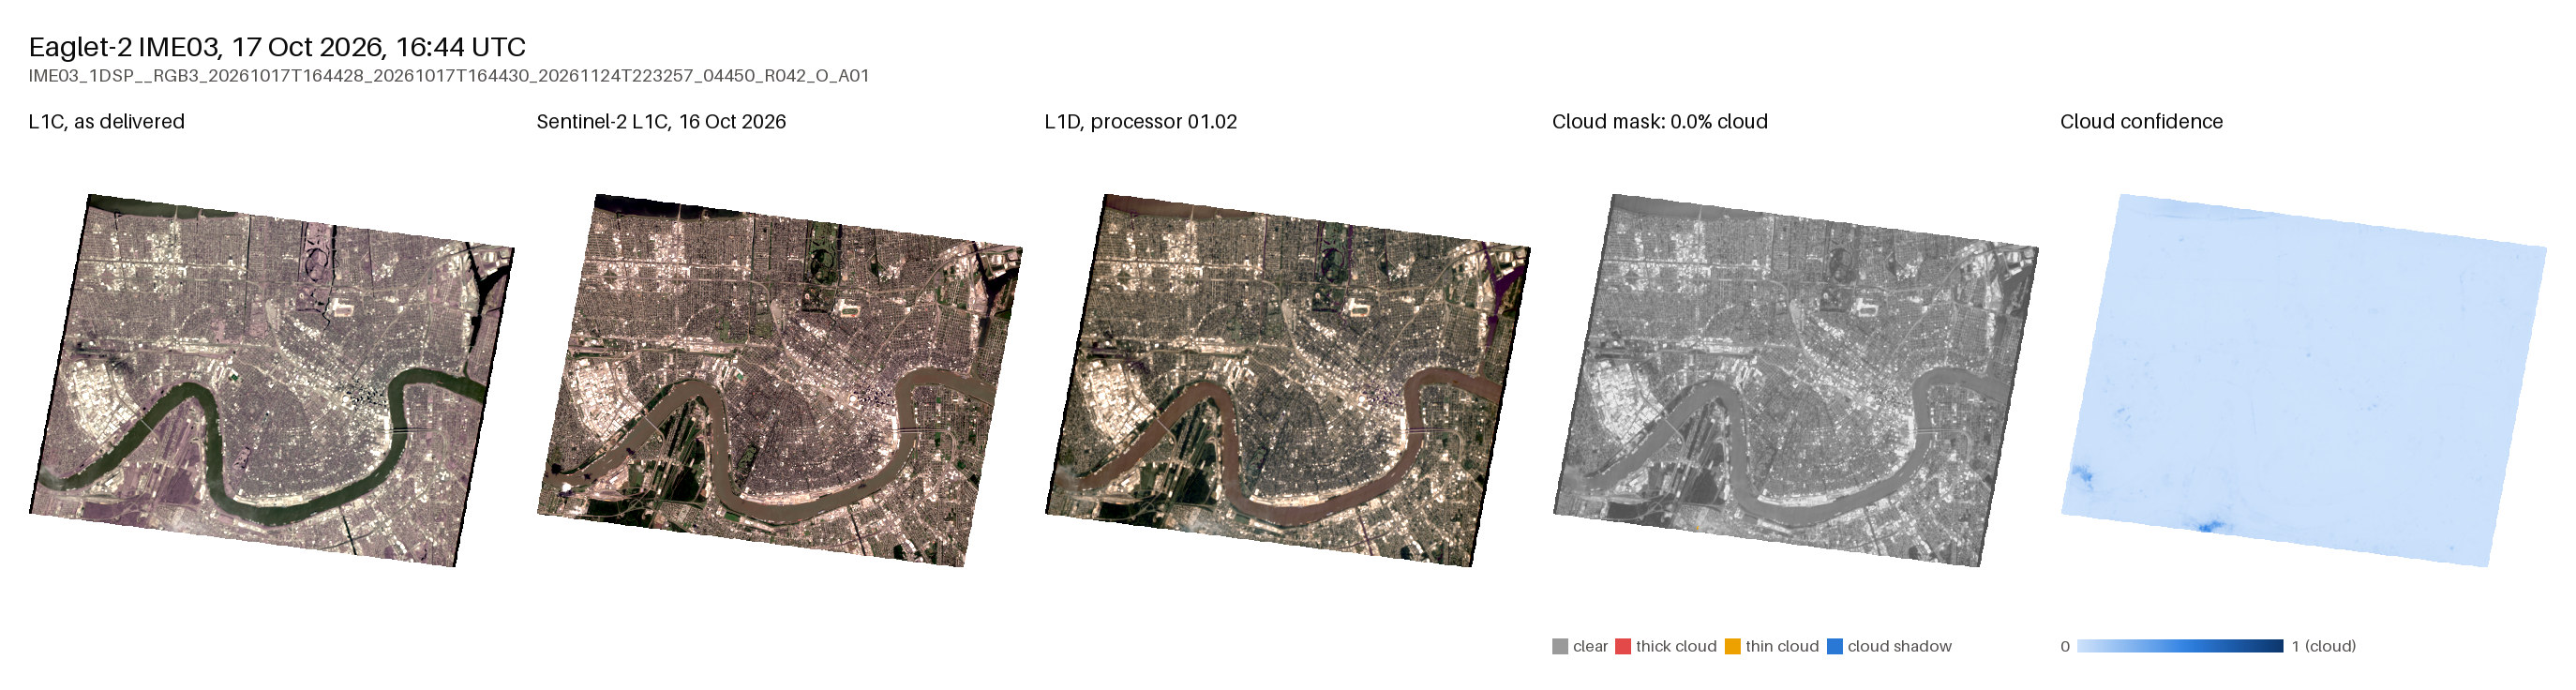 Eaglet-2 IME03, 17 Oct 2026, 16:44 UTC
IME03_1DSP__RGB3_20261017T164428_20261017T164430_20261124T223257_04450_R042_O_A01
L1C, as delivered
Sentinel-2 L1C, 16 Oct 2026
L1D, processor 01.02
Cloud mask: 0.0% cloud
Cloud confidence
clear
thick cloud
thin cloud
cloud shadow
0
1 (cloud)